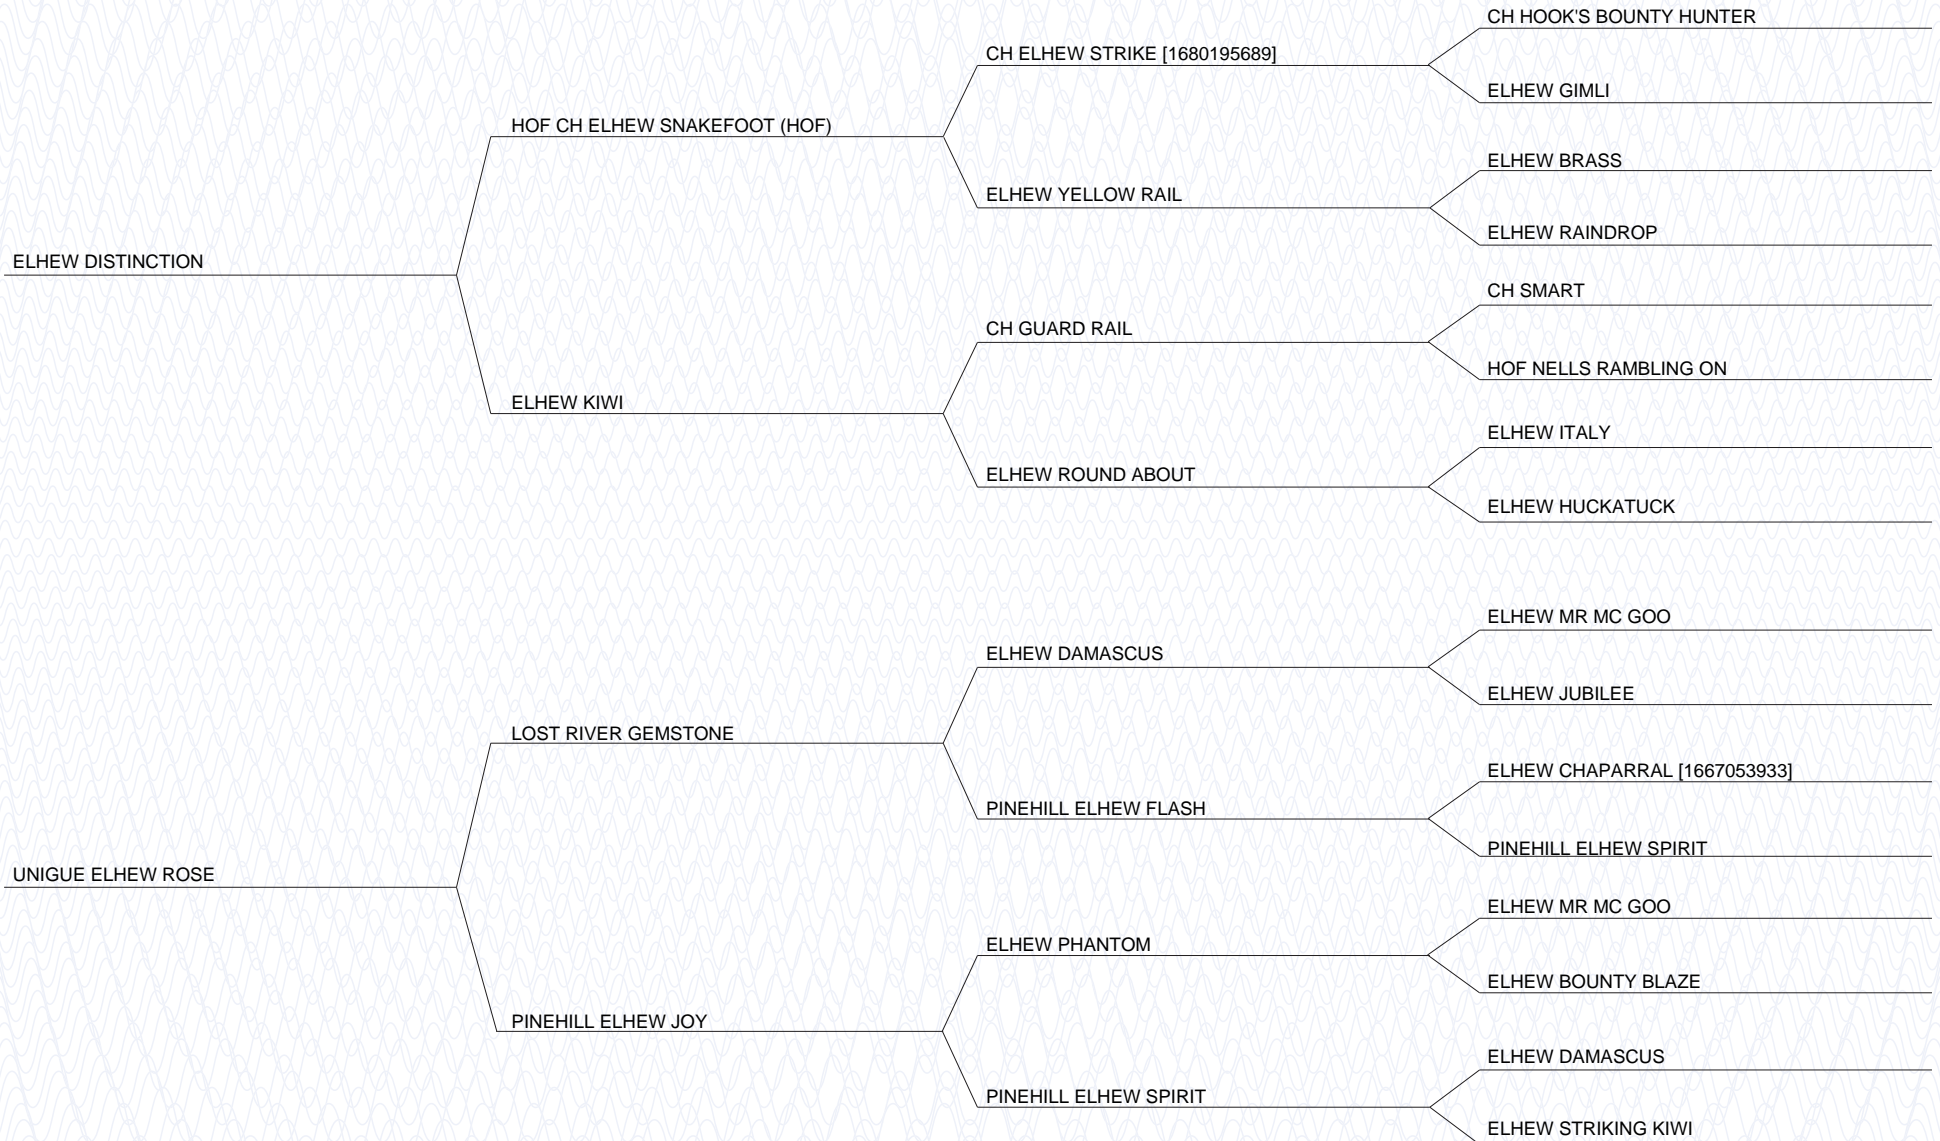 CH HOOK'S BOUNTY HUNTER
CH ELHEW STRIKE [1680195689]
ELHEW GIMLI
HOF CH ELHEW SNAKEFOOT (HOF)
ELHEW BRASS
ELHEW YELLOW RAIL
ELHEW RAINDROP
ELHEW DISTINCTION
CH SMART
CH GUARD RAIL
HOF NELLS RAMBLING ON
ELHEW KIWI
ELHEW ITALY
ELHEW ROUND ABOUT
ELHEW HUCKATUCK
ELHEW MR MC GOO
ELHEW DAMASCUS
ELHEW JUBILEE
LOST RIVER GEMSTONE
ELHEW CHAPARRAL [1667053933]
PINEHILL ELHEW FLASH
PINEHILL ELHEW SPIRIT
UNIGUE ELHEW ROSE
ELHEW MR MC GOO
ELHEW PHANTOM
ELHEW BOUNTY BLAZE
PINEHILL ELHEW JOY
ELHEW DAMASCUS
PINEHILL ELHEW SPIRIT
ELHEW STRIKING KIWI